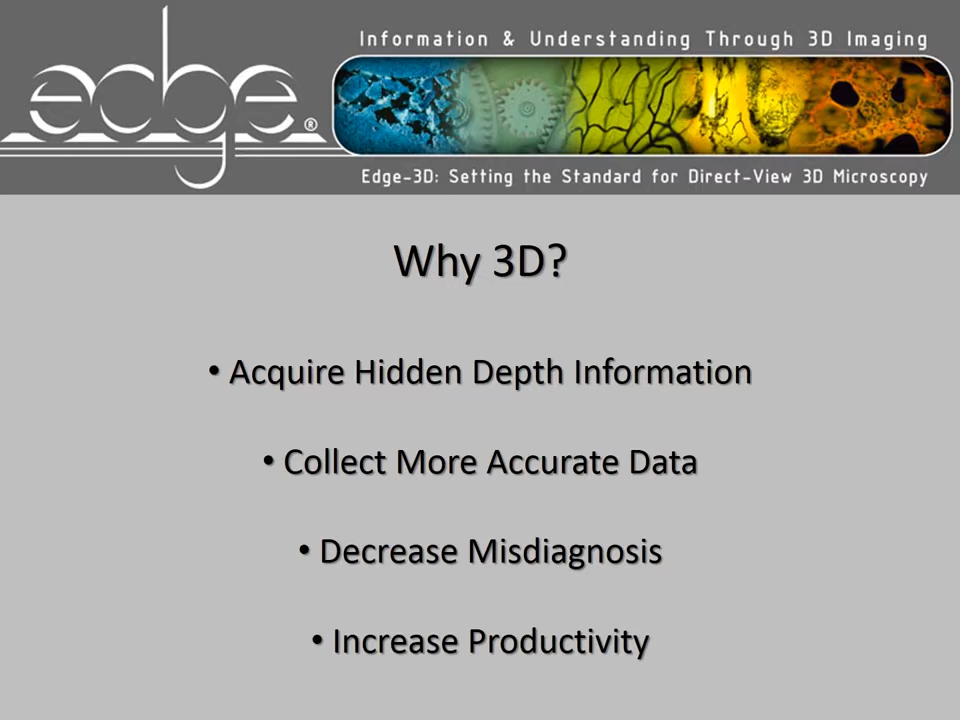 edge®
Information & Understanding Through 3D Imaging
Edge-3D: Setting the Standard for Direct-View 3D Microscopy
Why 3D?
• Acquire Hidden Depth Information
• Collect More Accurate Data
• Decrease Misdiagnosis
• Increase Productivity